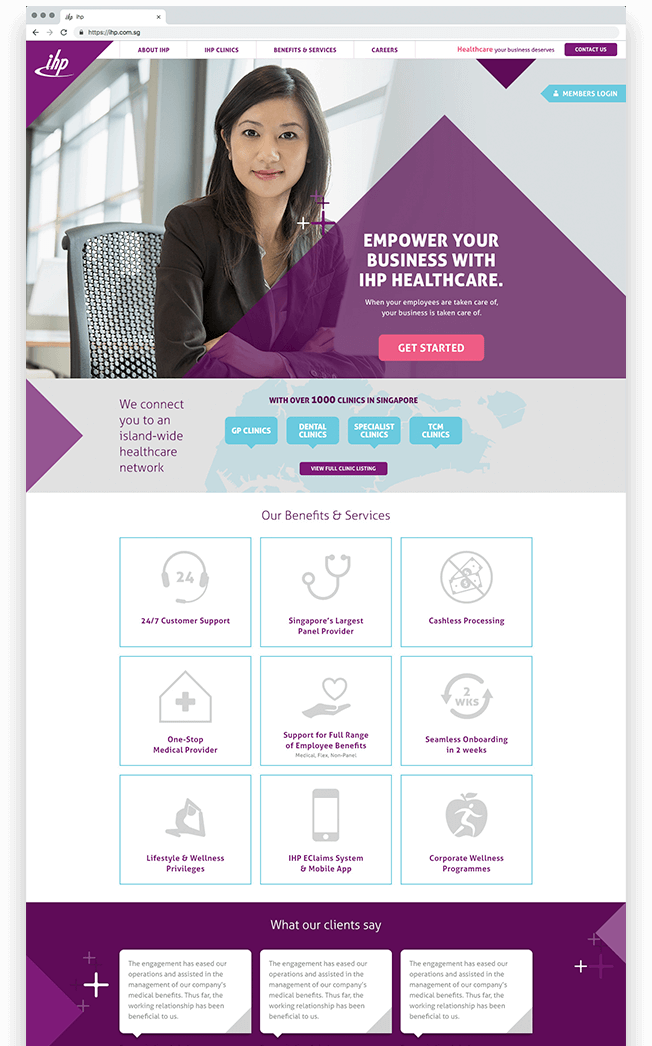 ihp
https://ihp.com.sg
ihp
ABOUT IHP
IHP CLINICS
BENEFITS & SERVICES
CAREERS
Healthcare your business deserves
CONTACT US
MEMBERS LOGIN
EMPOWER YOUR
BUSINESS WITH
IHP HEALTHCARE.
When your employees are taken care of,
your business is taken care of.
GET STARTED
We connect
you to an
island-wide
healthcare
network
WITH OVER 1000 CLINICS IN SINGAPORE
GP CLINICS
DENTAL
CLINICS
SPECIALIST
CLINICS
TCM
CLINICS
VIEW FULL CLINIC LISTING
Our Benefits & Services
24
24/7 Customer Support
Singapore's Largest
Panel Provider
Cashless Processing
One-Stop
Medical Provider
Support for Full Range
of Employee Benefits
Medical, Flex, Non-Panel.
2
WKS
Seamless Onboarding
in 2 weeks
Lifestyle & Wellness
Privileges
IHP EClaims System
& Mobile App
Corporate Wellness
Programmes
What our clients say
The engagement has eased our
operations and assisted in the
management of our company's
medical benefits. Thus far, the
working relationship has been
beneficial to us.
The engagement has eased our
operations and assisted in the
management of our company's
medical benefits. Thus far, the
working relationship has been
beneficial to us.
The engagement has eased our
operations and assisted in the
management of our company's
medical benefits. Thus far, the
working relationship has been
beneficial to us.